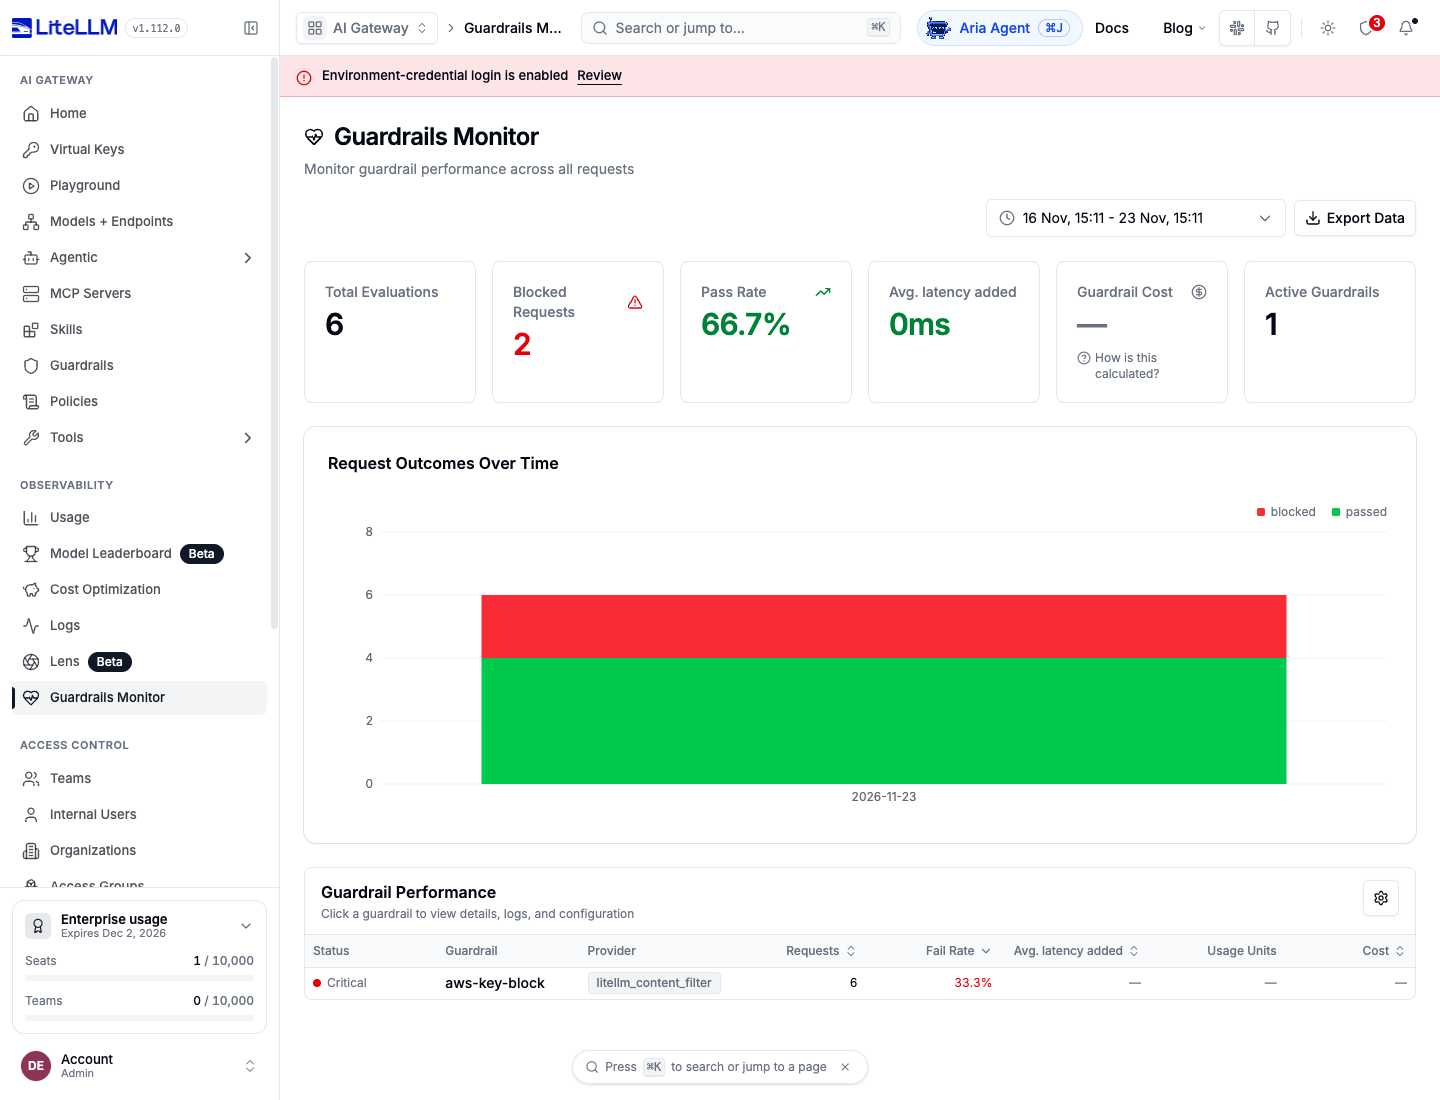 LiteLLM v1.112.0
AI Gateway
Guardrails M...
Search or jump to... ⌘K
Aria Agent ⌘J
Docs
Blog
3
Environment-credential login is enabled Review
AI GATEWAY
Home
Virtual Keys
Playground
Models + Endpoints
Agentic
MCP Servers
Skills
Guardrails
Policies
Tools
OBSERVABILITY
Usage
Model Leaderboard Beta
Cost Optimization
Logs
Lens Beta
Guardrails Monitor
ACCESS CONTROL
Teams
Internal Users
Organizations
Access Groups
Enterprise usage
Expires Dec 2, 2026
Seats 1 / 10,000
Teams 0 / 10,000
DE
Account
Admin
Guardrails Monitor
Monitor guardrail performance across all requests
16 Nov, 15:11 - 23 Nov, 15:11
Export Data
Total Evaluations
6
Blocked
Requests
2
Pass Rate
66.7%
Avg. latency added
0ms
Guardrail Cost
—
How is this
calculated?
Active Guardrails
1
Request Outcomes Over Time
blocked passed
8
6
4
2
0
2026-11-23
Guardrail Performance
Click a guardrail to view details, logs, and configuration
Status Guardrail Provider Requests Fail Rate Avg. latency added Usage Units Cost
Critical aws-key-block litellm_content_filter 6 33.3% — — —
Press ⌘K to search or jump to a page ×